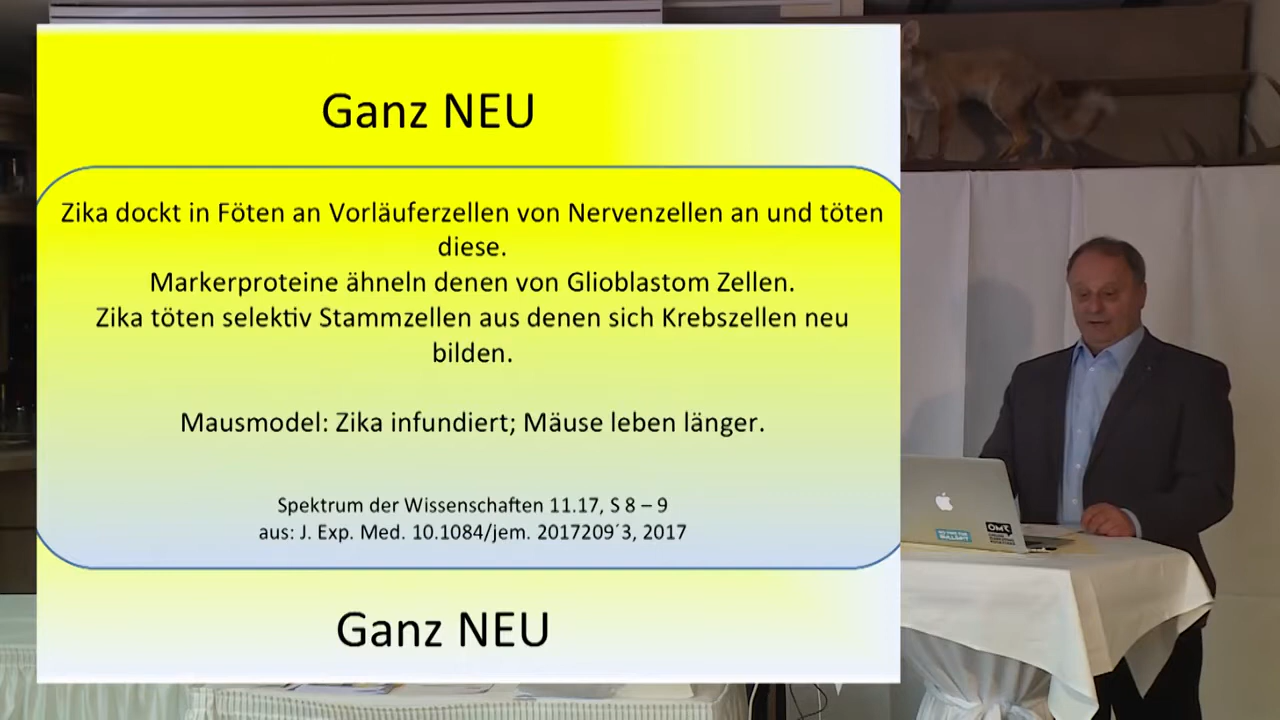 Ganz NEU
Zika dockt in Föten an Vorläuferzellen von Nervenzellen an und töten
diese.
Markerproteine ähneln denen von Glioblastom Zellen.
Zika töten selektiv Stammzellen aus denen sich Krebszellen neu
bilden.
Mausmodel: Zika infundiert; Mäuse leben länger.
Spektrum der Wissenschaften 11.17, S 8 – 9
aus: J. Exp. Med. 10.1084/jem. 2017209´3, 2017
Ganz NEU
OMR